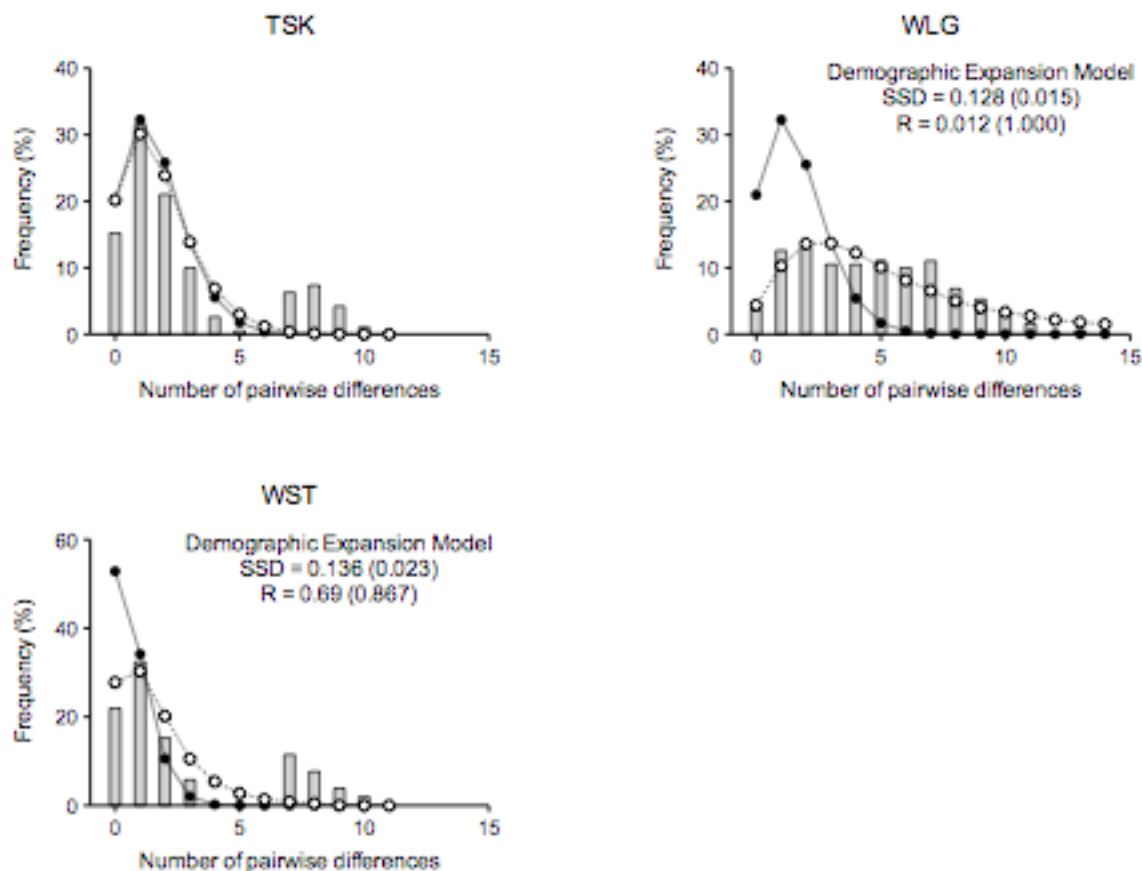 TSK
40
30
20
10
0
Frequency (%)
0 5 10 15
Number of pairwise differences
WLG
Demographic Expansion Model
SSD = 0.128 (0.015)
R = 0.012 (1.000)
40
30
20
10
0
Frequency (%)
0 5 10 15
Number of pairwise differences
WST
Demographic Expansion Model
SSD = 0.136 (0.023)
R = 0.69 (0.867)
60
40
20
0
Frequency (%)
0 5 10 15
Number of pairwise differences